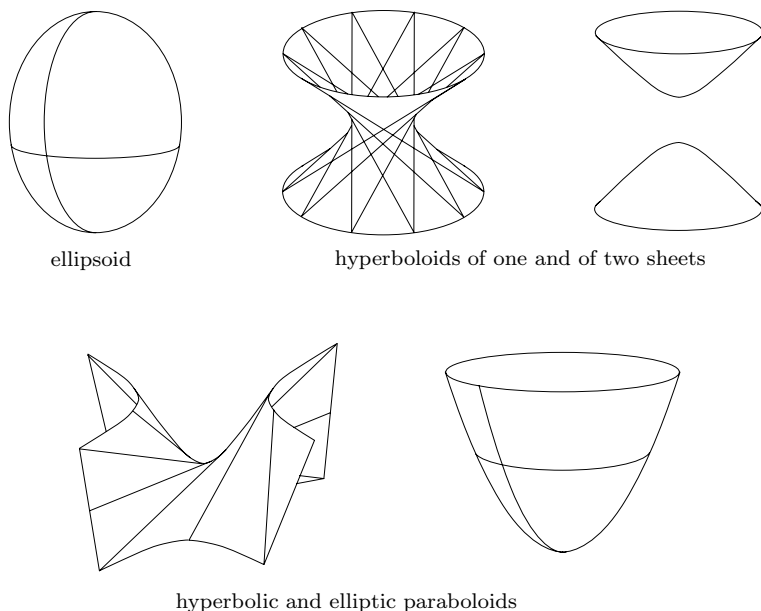 ellipsoid
hyperboloids of one and of two sheets
hyperbolic and elliptic paraboloids